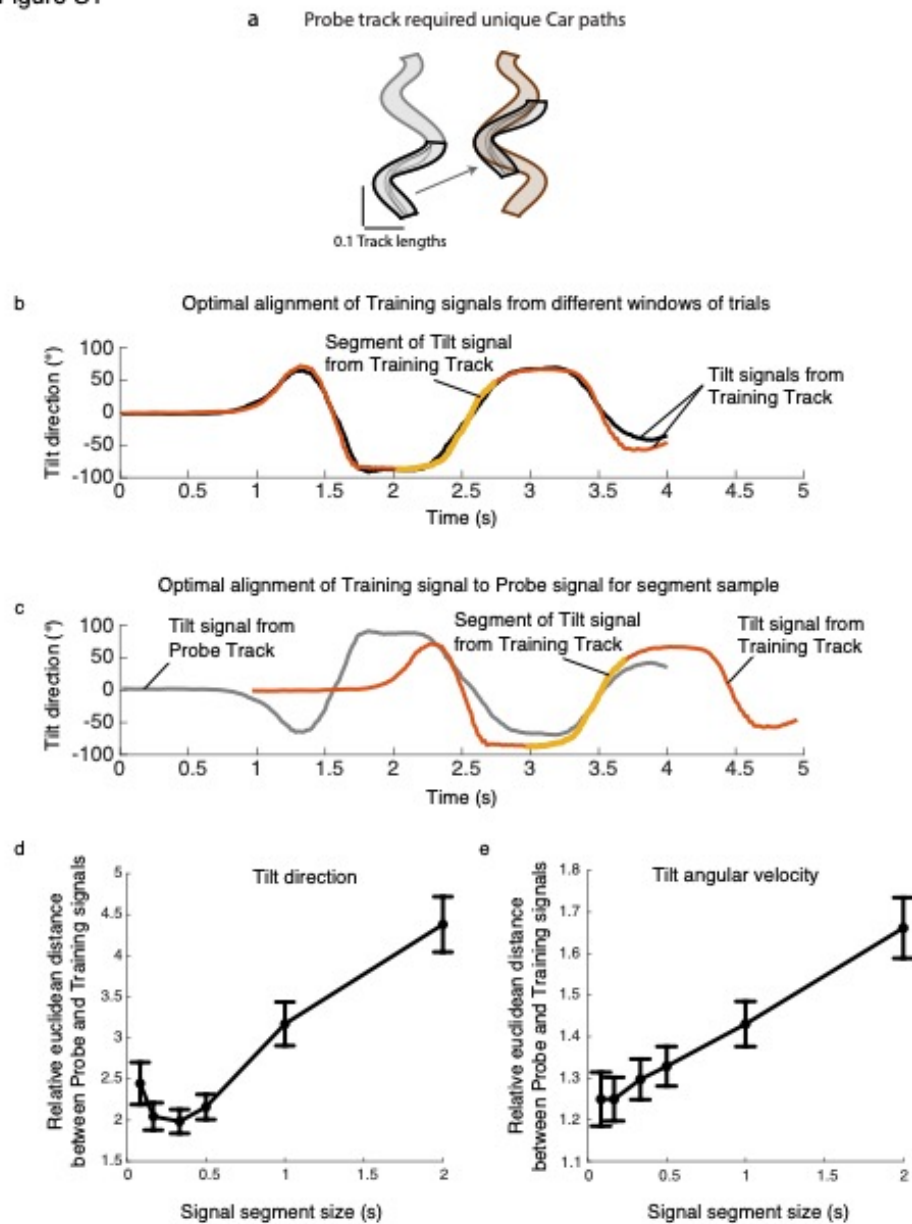 a Probe track required unique Car paths
0.1 Track lengths
b Optimal alignment of Training signals from different windows of trials
Tilt direction (°)
100
50
0
-50
-100
Segment of Tilt signal
from Training Track
Tilt signals from
Training Track
0 0.5 1 1.5 2 2.5 3 3.5 4 4.5 5
Time (s)
Optimal alignment of Training signal to Probe signal for segment sample
c
Tilt direction (°)
100
50
0
-50
-100
Tilt signal from
Probe Track
Segment of Tilt signal
from Training Track
Tilt signal from
Training Track
0 0.5 1 1.5 2 2.5 3 3.5 4 4.5 5
Time (s)
d
Tilt direction
Relative euclidean distance
between Probe and Training signals
5
4.5
4
3.5
3
2.5
2
1.5
0 0.5 1 1.5 2
Signal segment size (s)
e
Tilt angular velocity
Relative euclidean distance
between Probe and Training signals
1.8
1.7
1.6
1.5
1.4
1.3
1.2
1.1
0 0.5 1 1.5 2
Signal segment size (s)